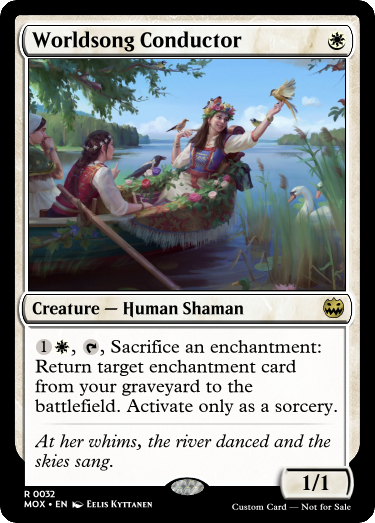 Worldsong Conductor
Creature — Human Shaman
1, Sacrifice an enchantment:
Return target enchantment card
from your graveyard to the
battlefield. Activate only as a sorcery.
At her whims, the river danced and the
skies sang.
1/1
R 0032
MOX • EN Eelis Kyttanen
Custom Card — Not for Sale